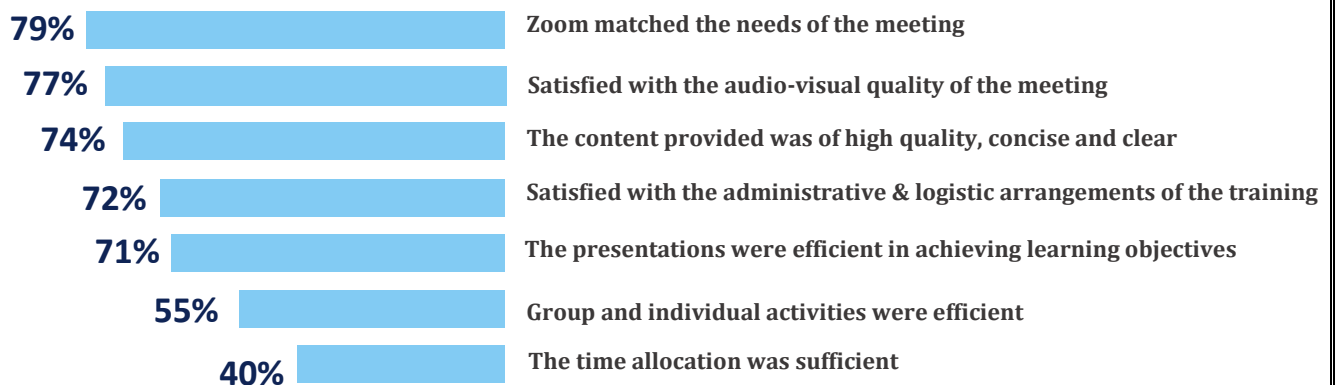 79% Zoom matched the needs of the meeting
77% Satisfied with the audio-visual quality of the meeting
74% The content provided was of high quality, concise and clear
72% Satisfied with the administrative & logistic arrangements of the training
71% The presentations were efficient in achieving learning objectives
55% Group and individual activities were efficient
40% The time allocation was sufficient